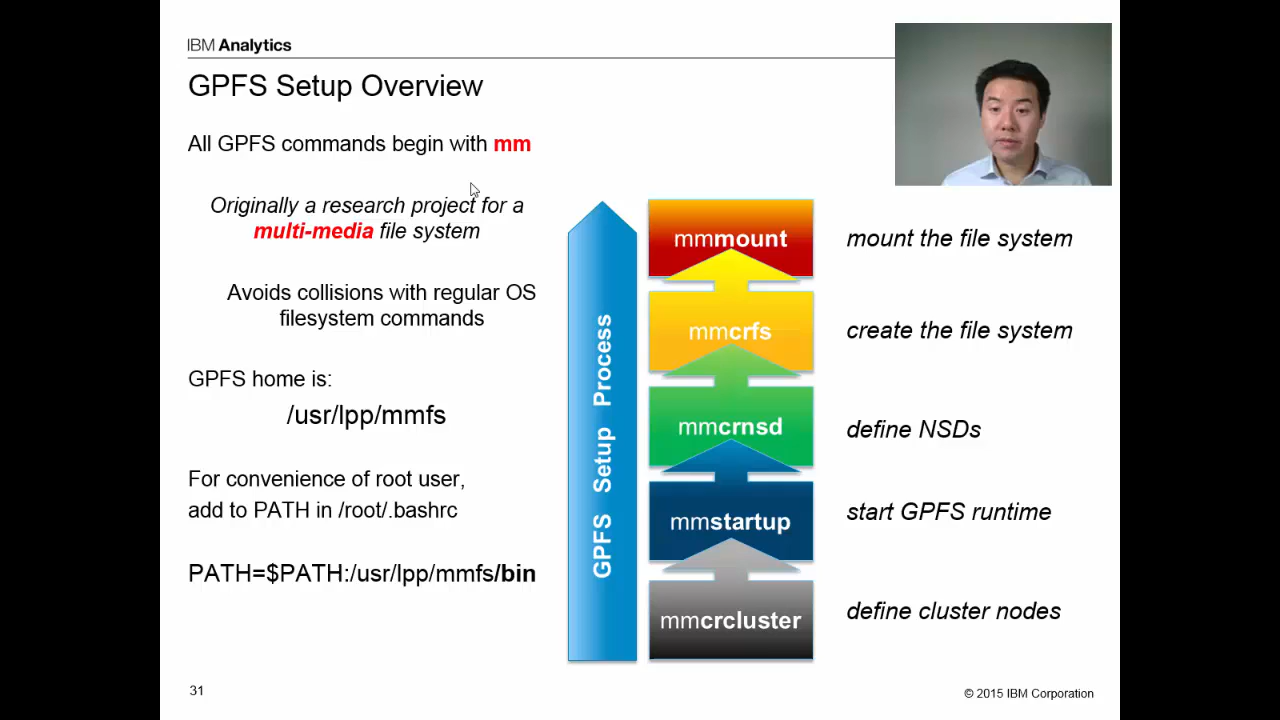 IBM Analytics
GPFS Setup Overview
All GPFS commands begin with mm
Originally a research project for a
multi-media file system
Avoids collisions with regular OS
filesystem commands
GPFS home is:
/usr/lpp/mmfs
For convenience of root user,
add to PATH in /root/.bashrc
PATH=$PATH:/usr/lpp/mmfs/bin
GPFS Setup Process
mmmount
mount the file system
mmcrfs
create the file system
mmcrnsd
define NSDs
mmstartup
start GPFS runtime
mmcrcluster
define cluster nodes
31
© 2015 IBM Corporation